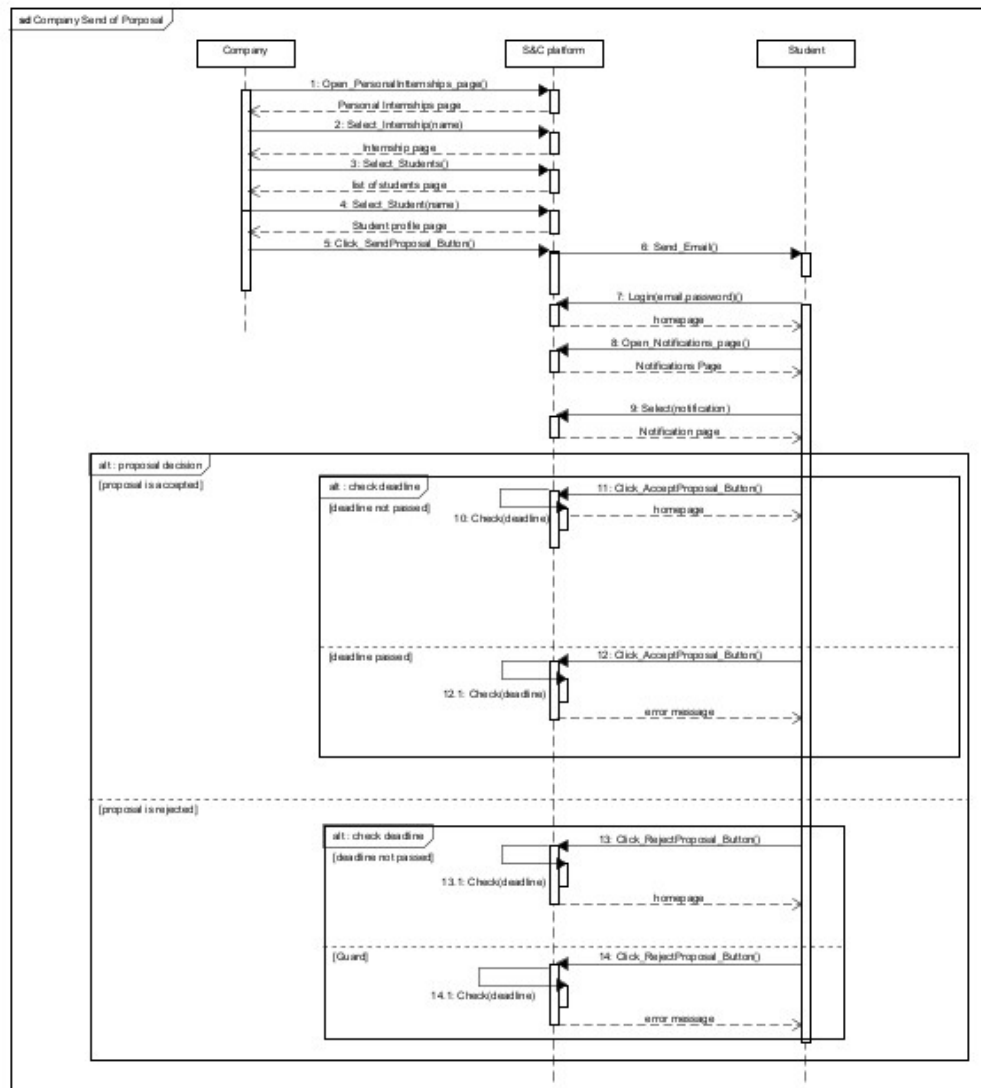 sd Company Send of Porposal
Company
S&C platform
Student
1: Open_PersonalInternships_page()
Personal Internships page
2: Select_Internship(name)
Internship page
3: Select_Students()
list of students page
4: Select_Student(name)
Student profile page
5: Click_SendProposal_Button()
6: Send_Email()
7: Login(email,password)()
homepage
8: Open_Notifications_page()
Notifications Page
9: Select(notification)
Notification page
alt : proposal decision
[proposal is accepted]
alt : check deadline
[deadline not passed]
11: Click_AcceptProposal_Button()
homepage
10: Check(deadline)
[deadline passed]
12: Click_AcceptProposal_Button()
12.1: Check(deadline)
error message
[proposal is rejected]
alt : check deadline
[deadline not passed]
13: Click_RejectProposal_Button()
13.1: Check(deadline)
homepage
[Guard]
14: Click_RejectProposal_Button()
14.1: Check(deadline)
error message